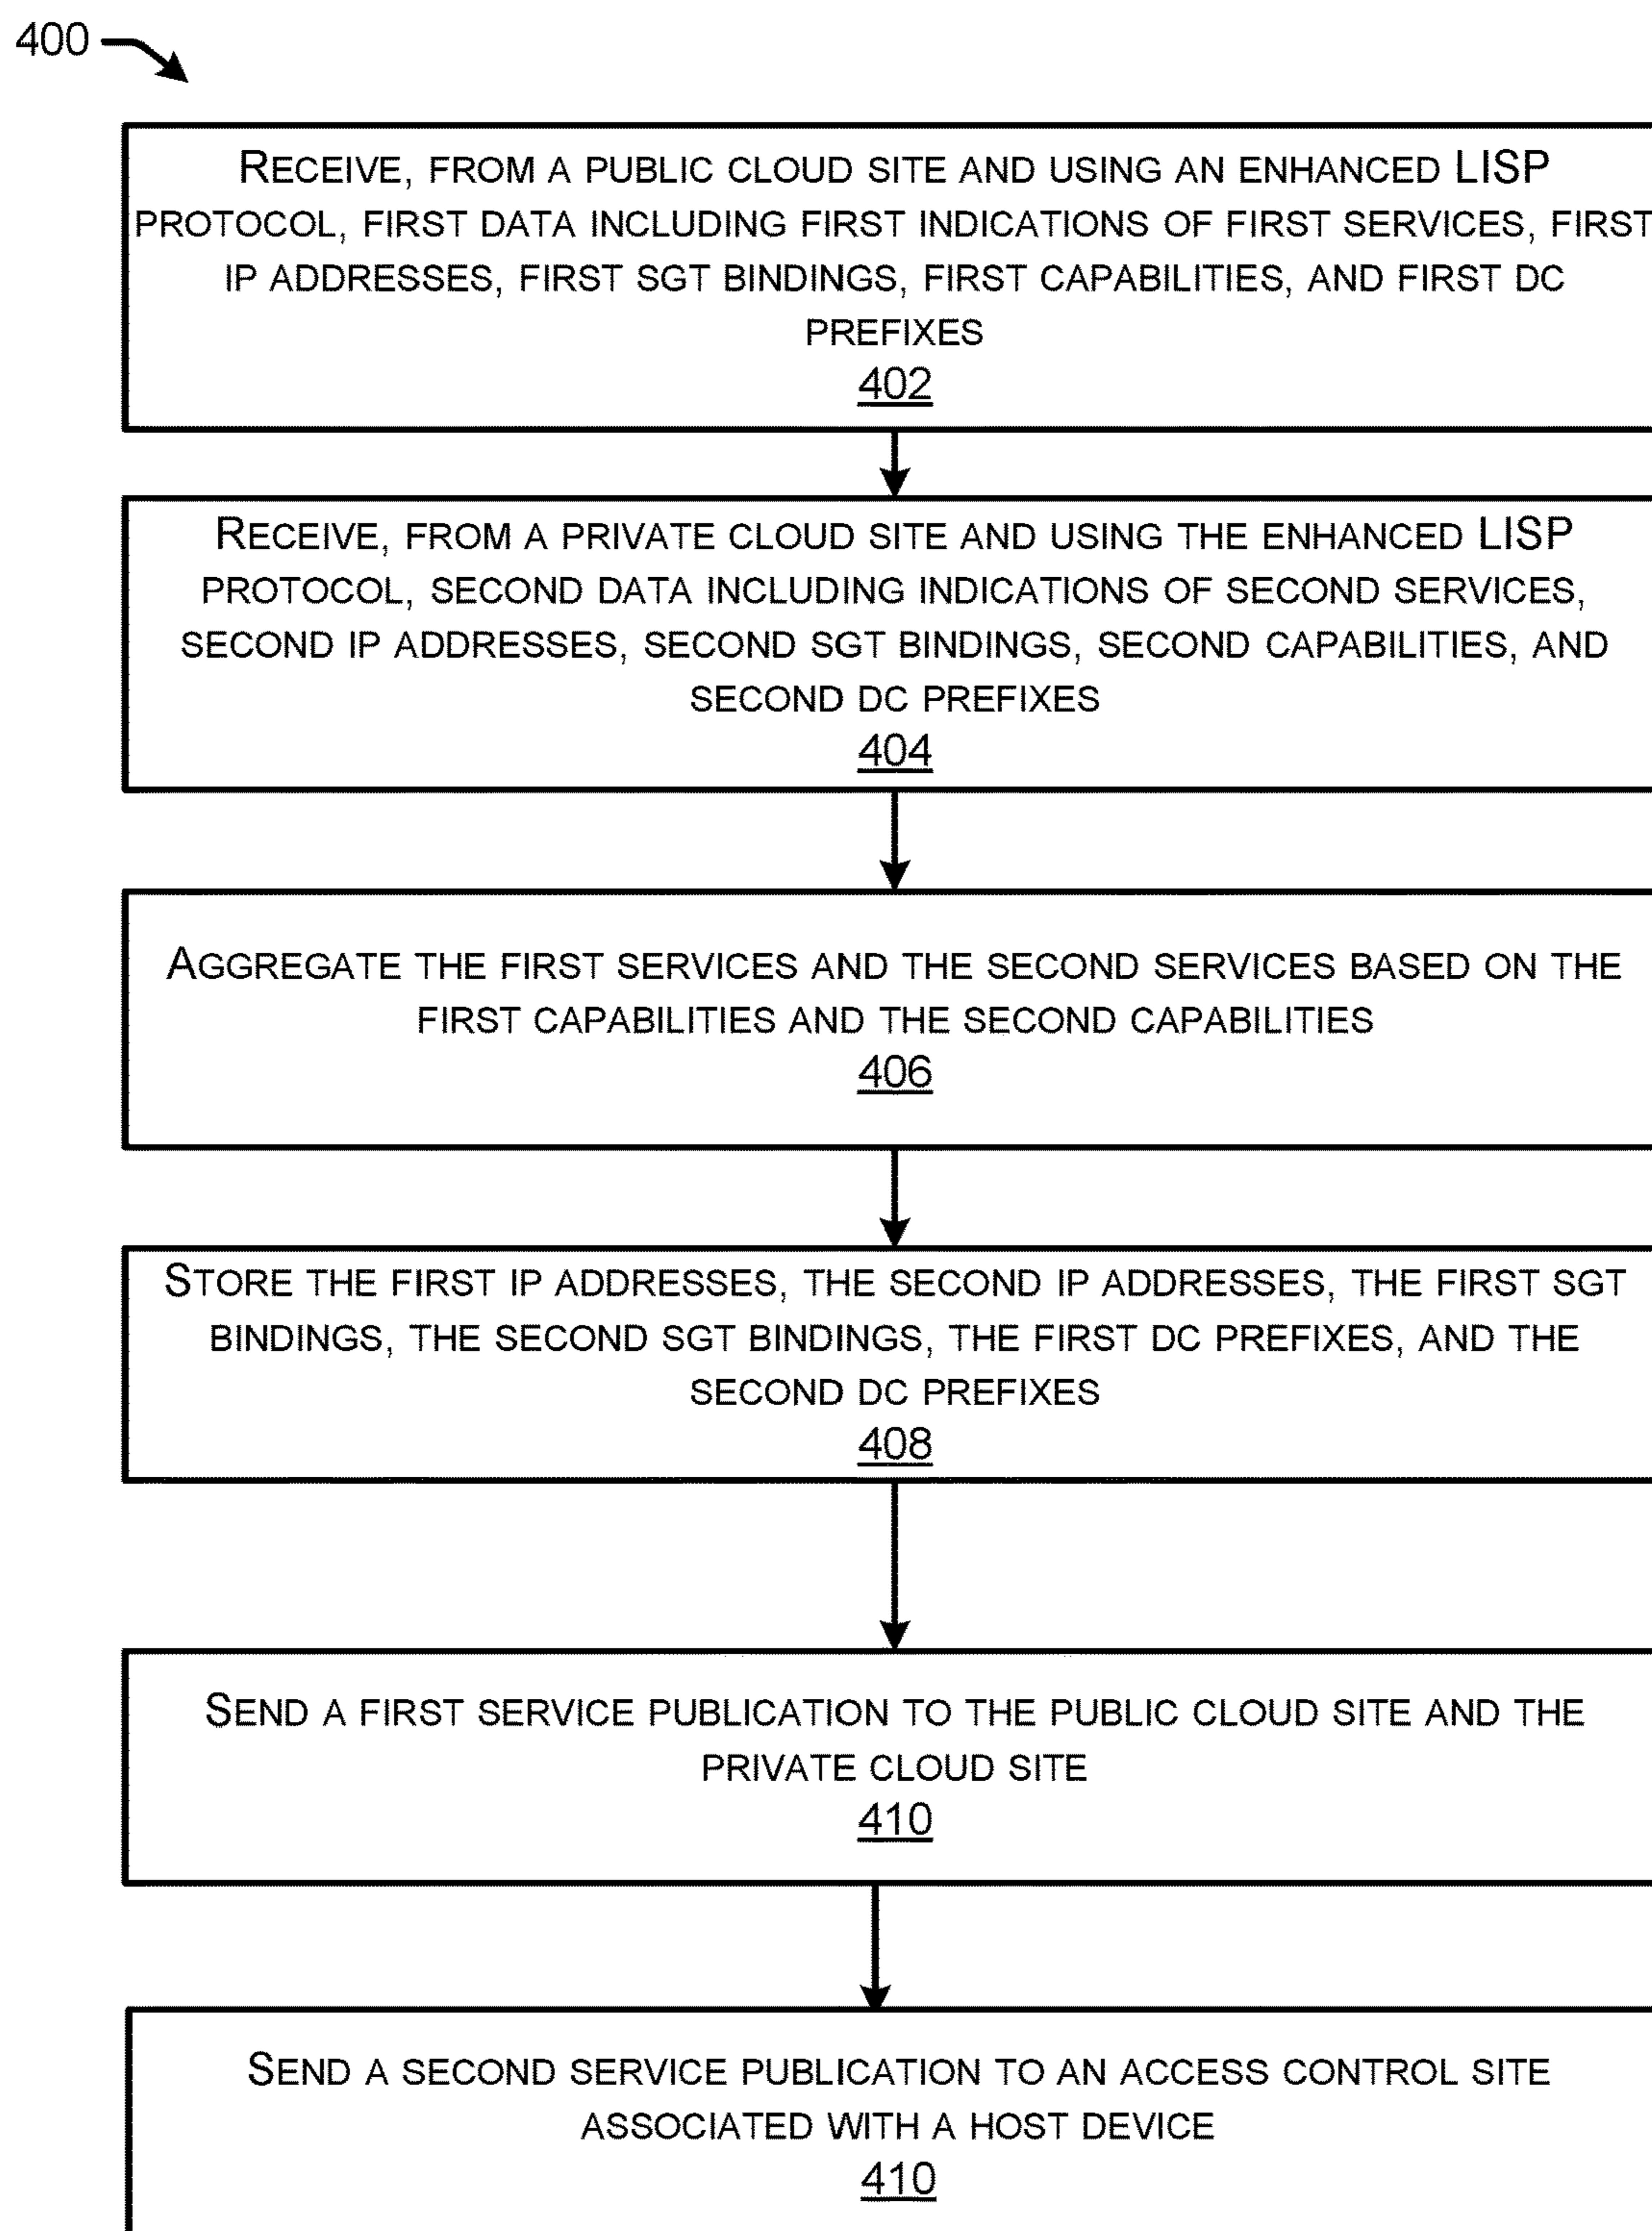 400
RECEIVE, FROM A PUBLIC CLOUD SITE AND USING AN ENHANCED LISP
PROTOCOL, FIRST DATA INCLUDING FIRST INDICATIONS OF FIRST SERVICES, FIRST
IP ADDRESSES, FIRST SGT BINDINGS, FIRST CAPABILITIES, AND FIRST DC
PREFIXES
402
RECEIVE, FROM A PRIVATE CLOUD SITE AND USING THE ENHANCED LISP
PROTOCOL, SECOND DATA INCLUDING INDICATIONS OF SECOND SERVICES,
SECOND IP ADDRESSES, SECOND SGT BINDINGS, SECOND CAPABILITIES, AND
SECOND DC PREFIXES
404
AGGREGATE THE FIRST SERVICES AND THE SECOND SERVICES BASED ON THE
FIRST CAPABILITIES AND THE SECOND CAPABILITIES
406
STORE THE FIRST IP ADDRESSES, THE SECOND IP ADDRESSES, THE FIRST SGT
BINDINGS, THE SECOND SGT BINDINGS, THE FIRST DC PREFIXES, AND THE
SECOND DC PREFIXES
408
SEND A FIRST SERVICE PUBLICATION TO THE PUBLIC CLOUD SITE AND THE
PRIVATE CLOUD SITE
410
SEND A SECOND SERVICE PUBLICATION TO AN ACCESS CONTROL SITE
ASSOCIATED WITH A HOST DEVICE
410